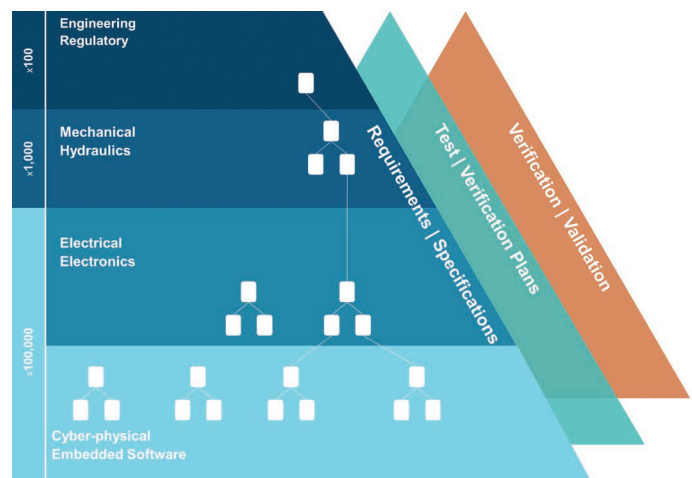 Engineering
Regulatory
x100
Mechanical
Hydraulics
x1,000
Electrical
Electronics
x100,000
Cyber-physical
Embedded Software
Requirements | Specifications
Test | Verification Plans
Verification | Validation